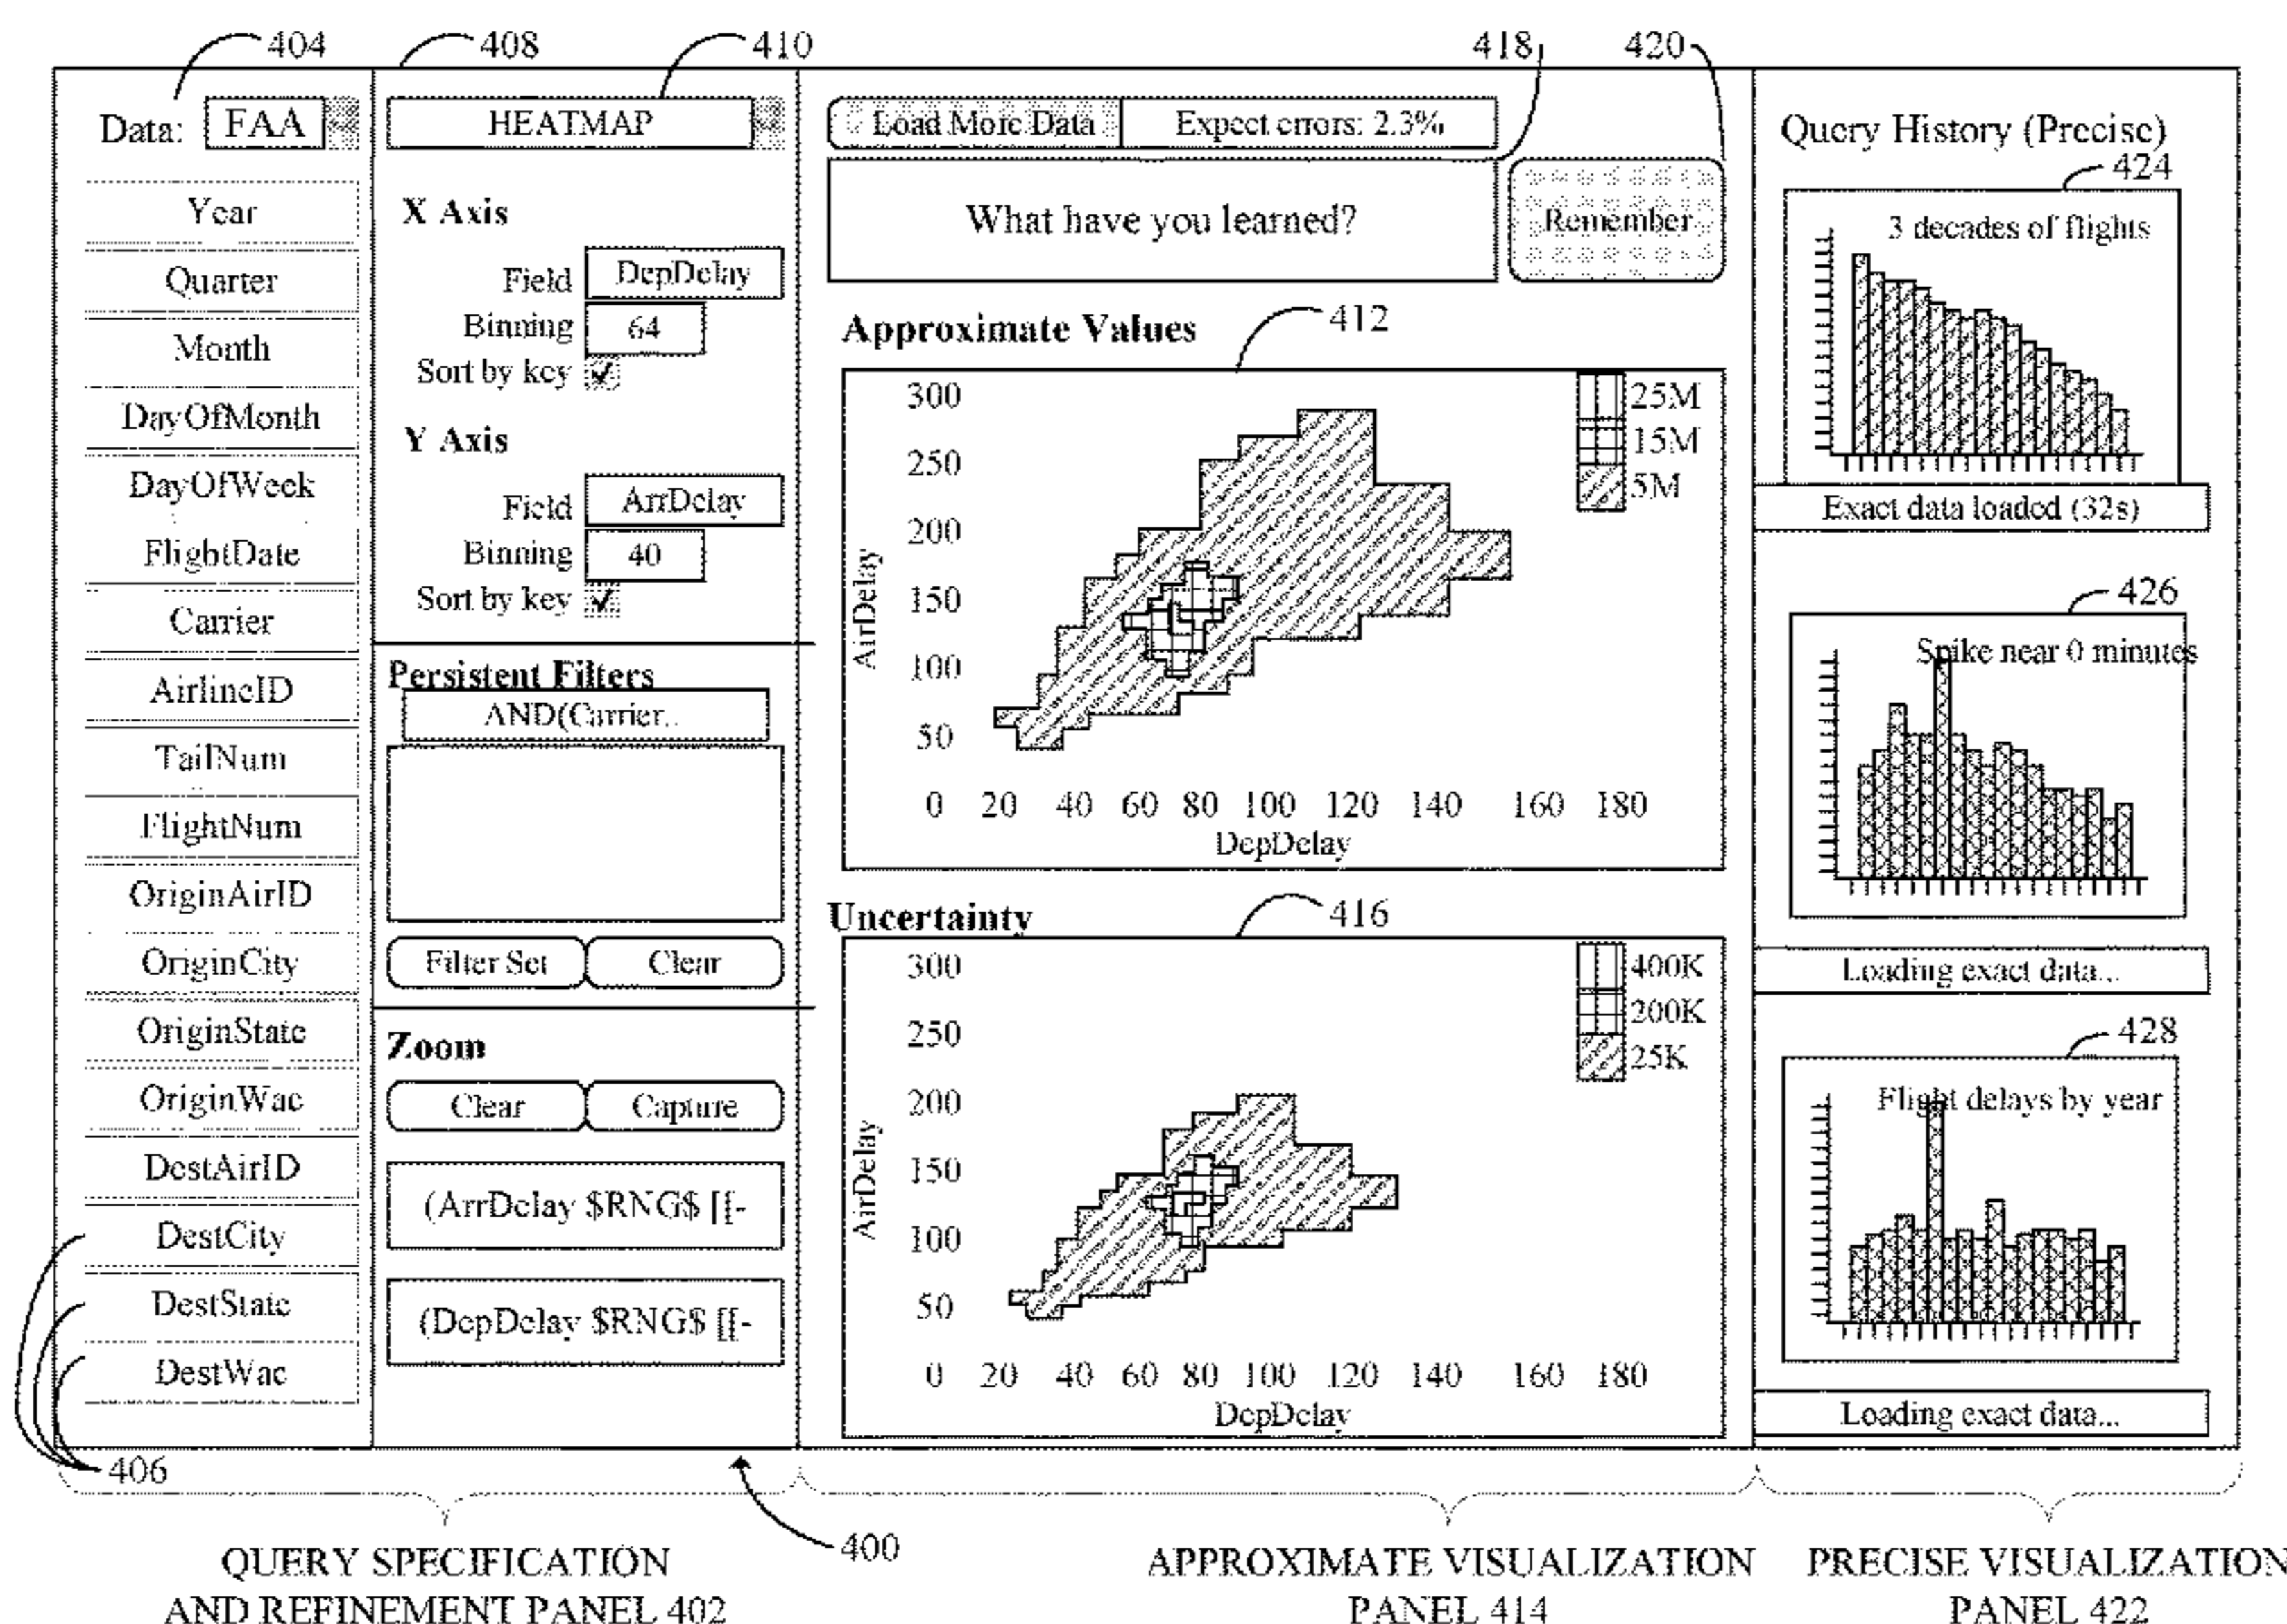 404
408
410
418
420
Data: FAA
Year
Quarter
Month
DayOfMonth
DayOfWeek
FlightDate
Carrier
AirlineID
TailNum
FlightNum
OriginAirID
OriginCity
OriginState
OriginWac
DestAirID
DestCity
DestState
DestWac
406
HEATMAP
X Axis
Field DepDelay
Binning 64
Sort by key
Y Axis
Field ArrDelay
Binning 40
Sort by key
Persistent Filters
AND(Carrier..
Filter Set Clear
Zoom
Clear Capture
(ArrDelay $RNG$ [[-
(DepDelay $RNG$ [[-
400
Load More Data Expect errors: 2.3%
What have you learned?
Remember
Approximate Values
412
25M
15M
5M
300
250
200
150
100
50
AirDelay
0 20 40 60 80 100 120 140 160 180
DepDelay
Uncertainty
416
400K
200K
25K
300
250
200
150
100
50
AirDelay
0 20 40 60 80 100 120 140 160 180
DepDelay
Query History (Precise)
424
3 decades of flights
Exact data loaded (32s)
426
Spike near 0 minutes
Loading exact data...
428
Flight delays by year
Loading exact data...
QUERY SPECIFICATION
AND REFINEMENT PANEL 402
APPROXIMATE VISUALIZATION
PANEL 414
PRECISE VISUALIZATION
PANEL 422